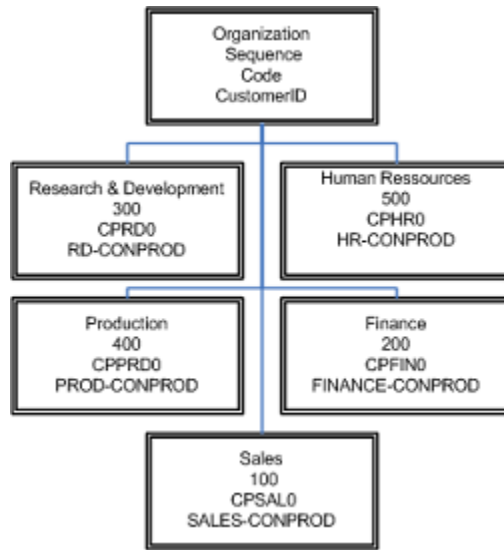 Organization
Sequence
Code
CustomerID
Research & Development
300
CPRD0
RD-CONPROD
Human Ressources
500
CPHR0
HR-CONPROD
Production
400
CPPRD0
PROD-CONPROD
Finance
200
CPFIN0
FINANCE-CONPROD
Sales
100
CPSAL0
SALES-CONPROD